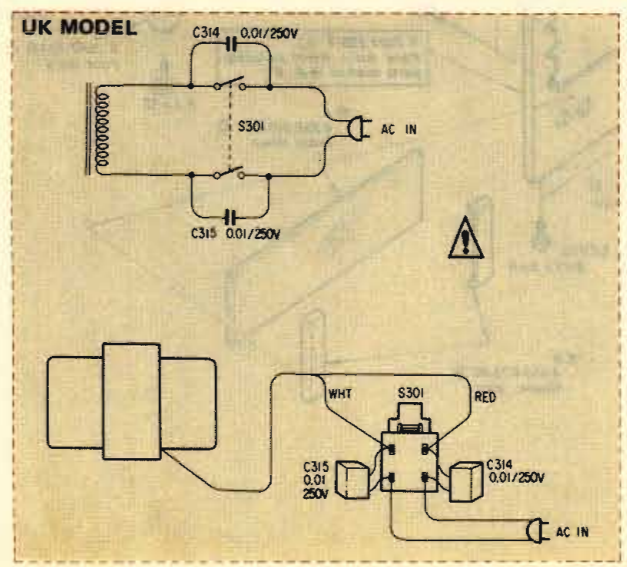 UK MODEL
C314 0.01/250V
S301
AC IN
C315 0.01/250V
WHT
S301
RED
C315
0.01
250V
C314
0.01/250V
AC IN